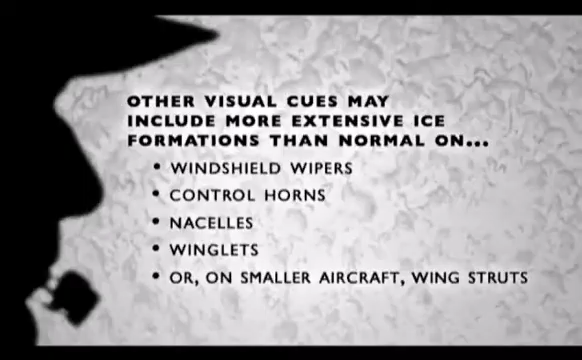 OTHER VISUAL CUES MAY
INCLUDE MORE EXTENSIVE ICE
FORMATIONS THAN NORMAL ON...
• WINDSHIELD WIPERS
• CONTROL HORNS
• NACELLES
• WINGLETS
• OR, ON SMALLER AIRCRAFT, WING STRUTS